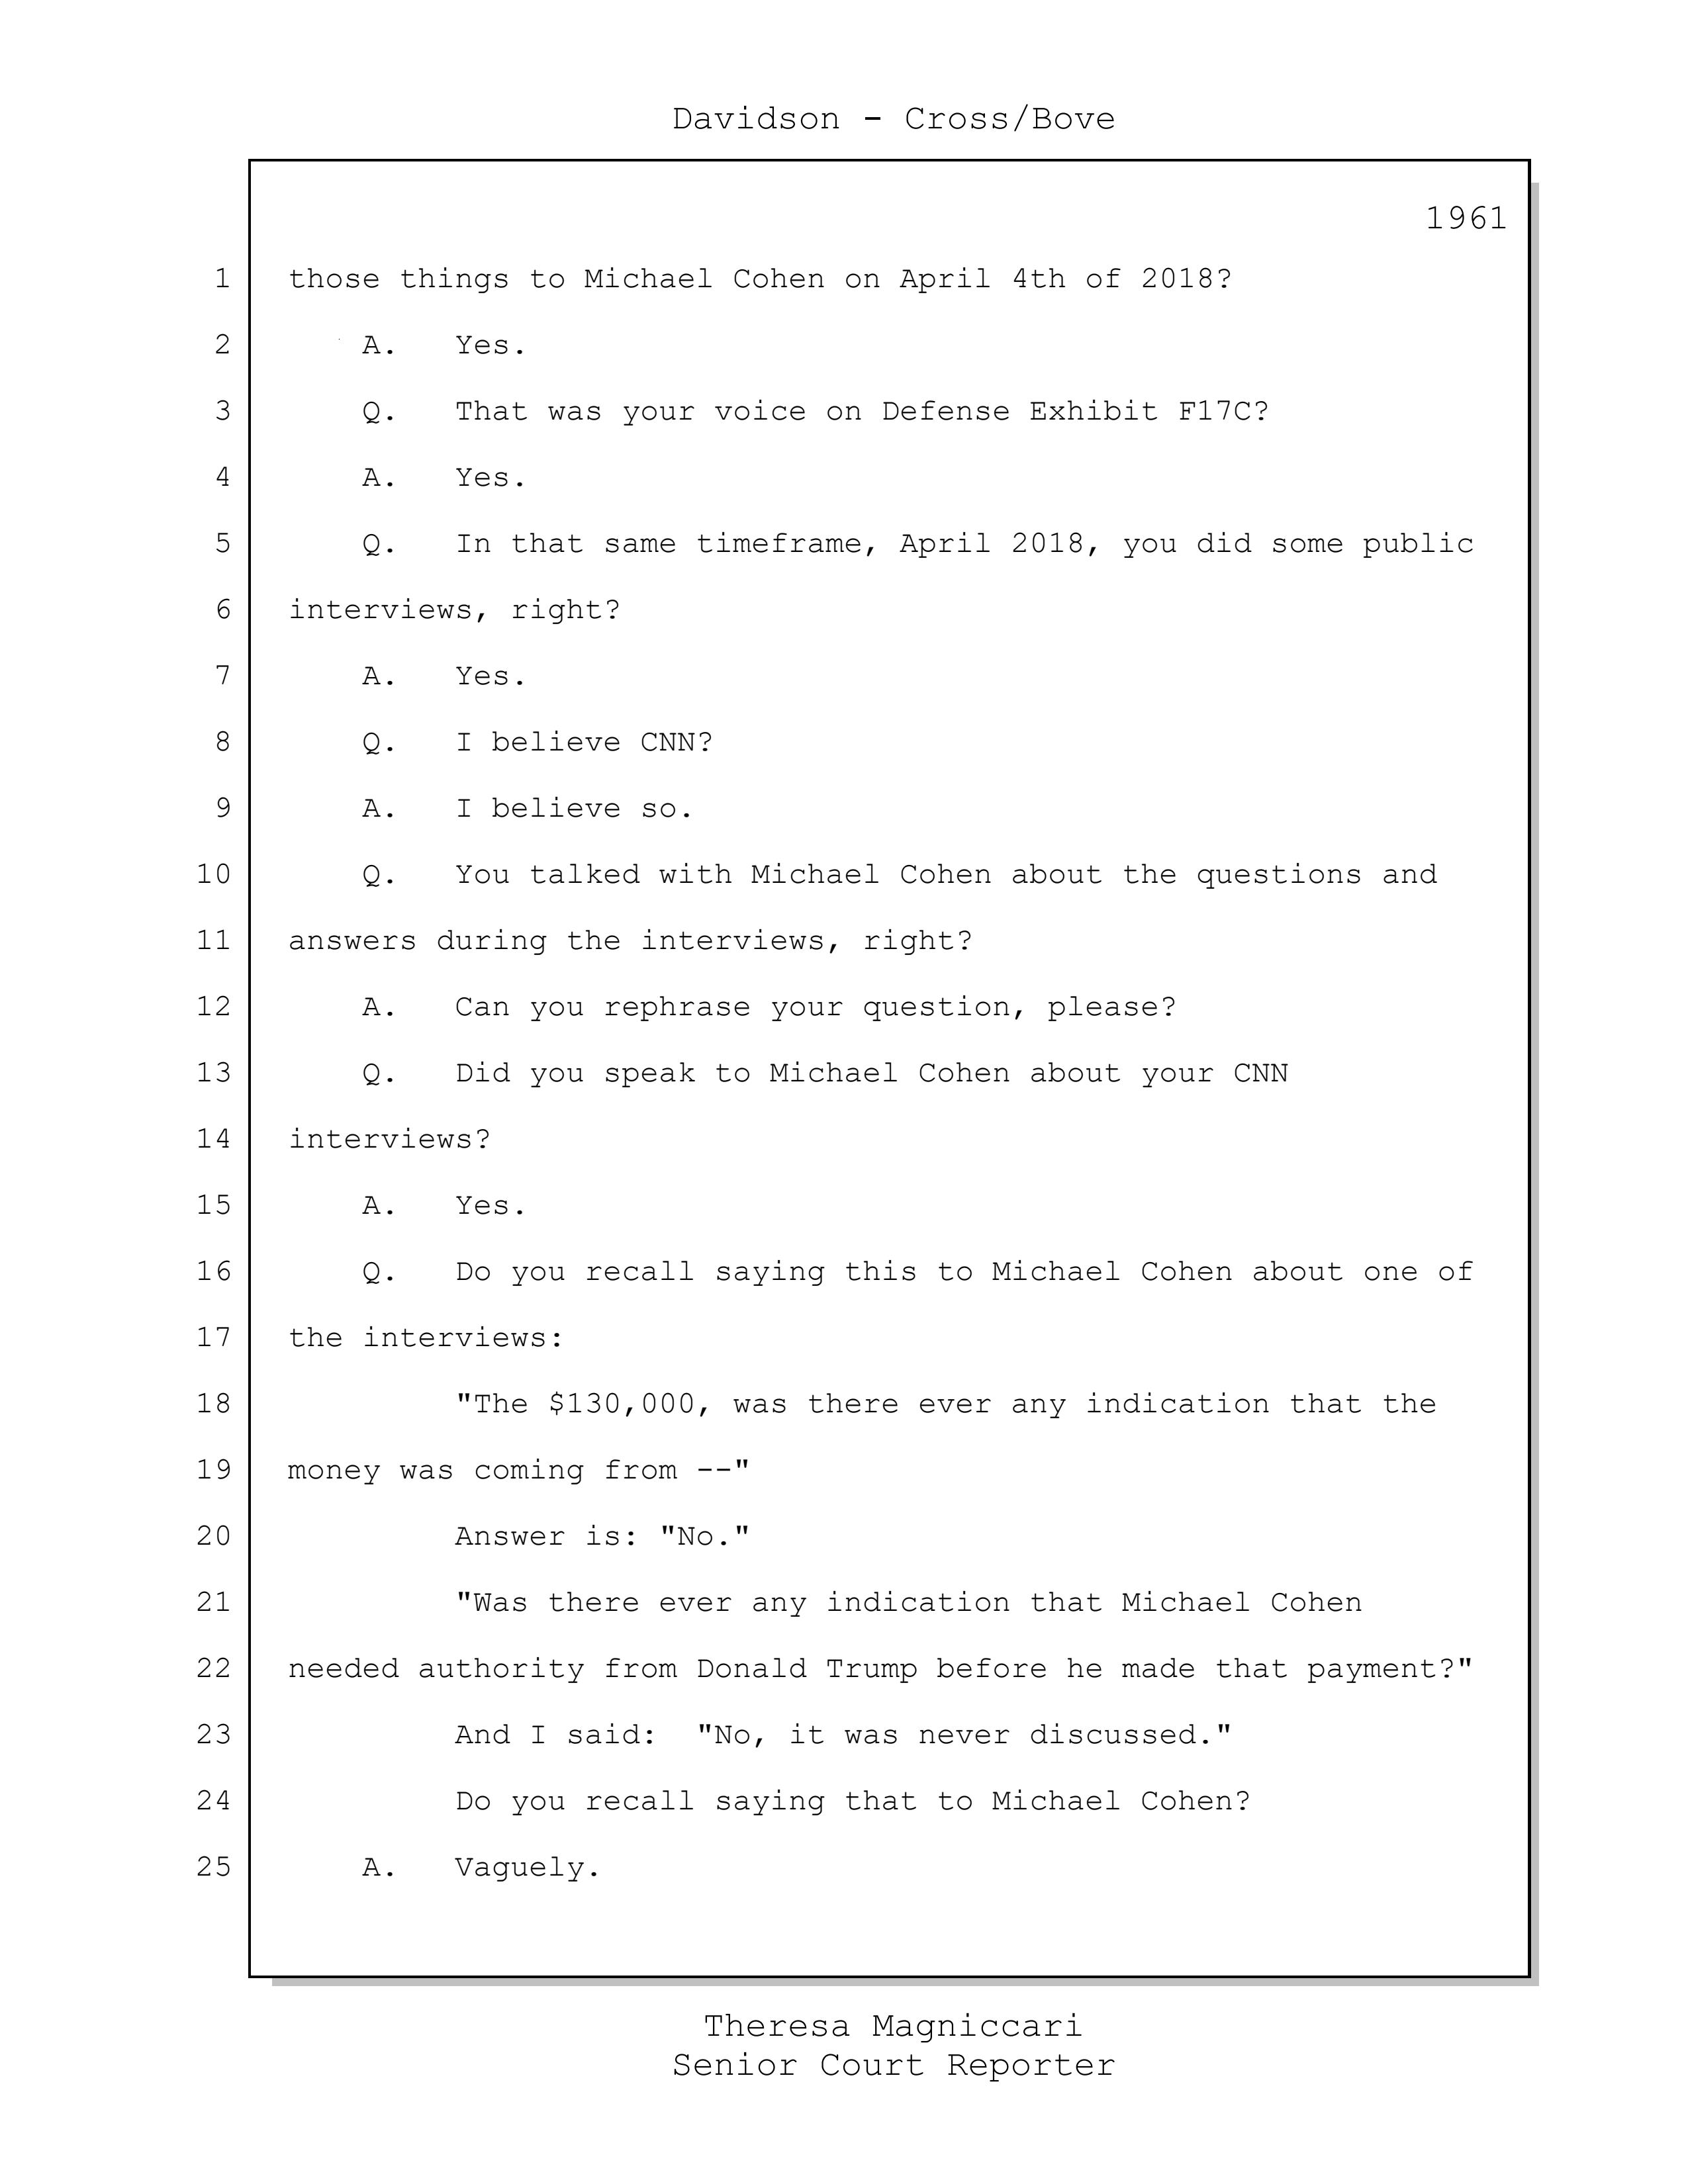 Davidson - Cross/Bove
1961
1 those things to Michael Cohen on April 4th of 2018?
2 A. Yes.
3 Q. That was your voice on Defense Exhibit F17C?
4 A. Yes.
5 Q. In that same timeframe, April 2018, you did some public
6 interviews, right?
7 A. Yes.
8 Q. I believe CNN?
9 A. I believe so.
10 Q. You talked with Michael Cohen about the questions and
11 answers during the interviews, right?
12 A. Can you rephrase your question, please?
13 Q. Did you speak to Michael Cohen about your CNN
14 interviews?
15 A. Yes.
16 Q. Do you recall saying this to Michael Cohen about one of
17 the interviews:
18 "The $130,000, was there ever any indication that the
19 money was coming from --"
20 Answer is: "No."
21 "Was there ever any indication that Michael Cohen
22 needed authority from Donald Trump before he made that payment?"
23 And I said: "No, it was never discussed."
24 Do you recall saying that to Michael Cohen?
25 A. Vaguely.
Theresa Magniccari
Senior Court Reporter